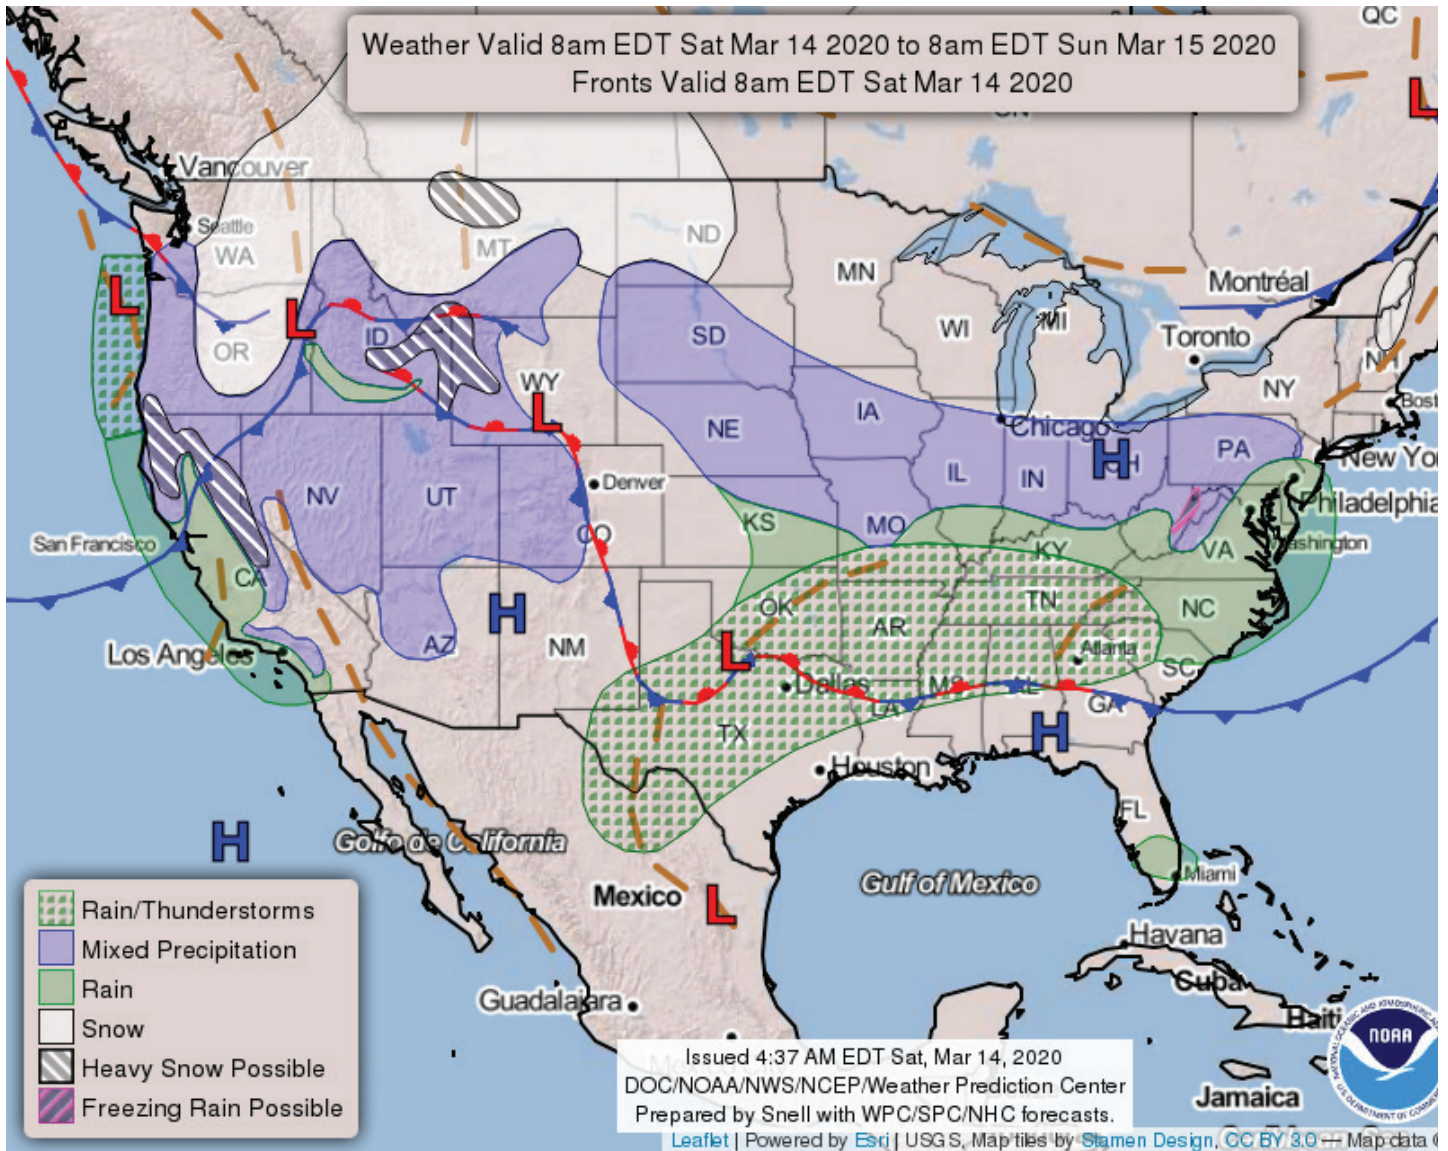 Weather Valid 8am EDT Sat Mar 14 2020 to 8am EDT Sun Mar 15 2020
Fronts Valid 8am EDT Sat Mar 14 2020
QC
L
Vancouver
Seattle
WA
MT
ND
MN
Montréal
L
L
OR
ID
SD
WI
MI
Toronto
NH
NY
Bost
WY
L
NE
IA
Chicago
H
PA
New Yo
IL
IN
Denver
NV
UT
CO
KS
MO
KY
VA
Philadelphia
ashington
San Francisco
CA
H
OK
TN
NC
AR
Los Angeles
AZ
NM
L
Atlanta
SC
Dallas
MS
AL
GA
LA
TX
H
Houston
FL
H
Golfo de California
Gulf of Mexico
Miami
Mexico
L
Havana
Cuba
Haiti
Guadalajara
Rain/Thunderstorms
Mixed Precipitation
Rain
Snow
Heavy Snow Possible
Freezing Rain Possible
NOAA
Issued 4:37 AM EDT Sat, Mar 14, 2020
DOC/NOAA/NWS/NCEP/Weather Prediction Center
Prepared by Snell with WPC/SPC/NHC forecasts.
Jamaica
Leaflet | Powered by Esri | USGS, Map tiles by Stamen Design, CC BY 3.0 — Map data ©